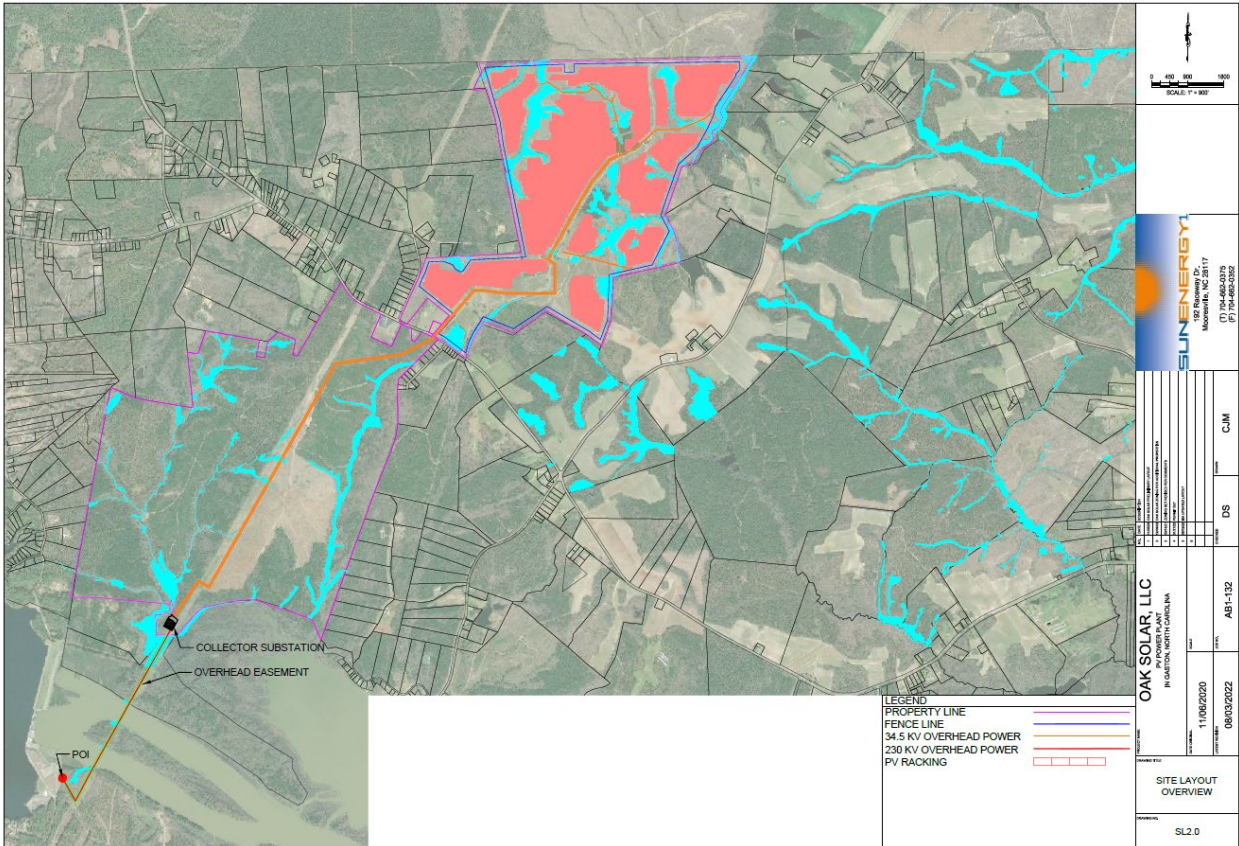 COLLECTOR SUBSTATION
OVERHEAD EASEMENT
POI
LEGEND
PROPERTY LINE
FENCE LINE
34.5 KV OVERHEAD POWER
230 KV OVERHEAD POWER
PV RACKING
0 450 900 1800
SCALE: 1" = 900'
SUNENERGY1
192 Raceway Dr.
Mooresville, NC 28117
(T) 704-662-0375
(F) 704-662-0352
CJM
DS
OAK SOLAR, LLC
PV POWER PLANT
IN GASTON, NORTH CAROLINA
AB1-132
11/06/2020
08/03/2022
SITE LAYOUT
OVERVIEW
SL2.0